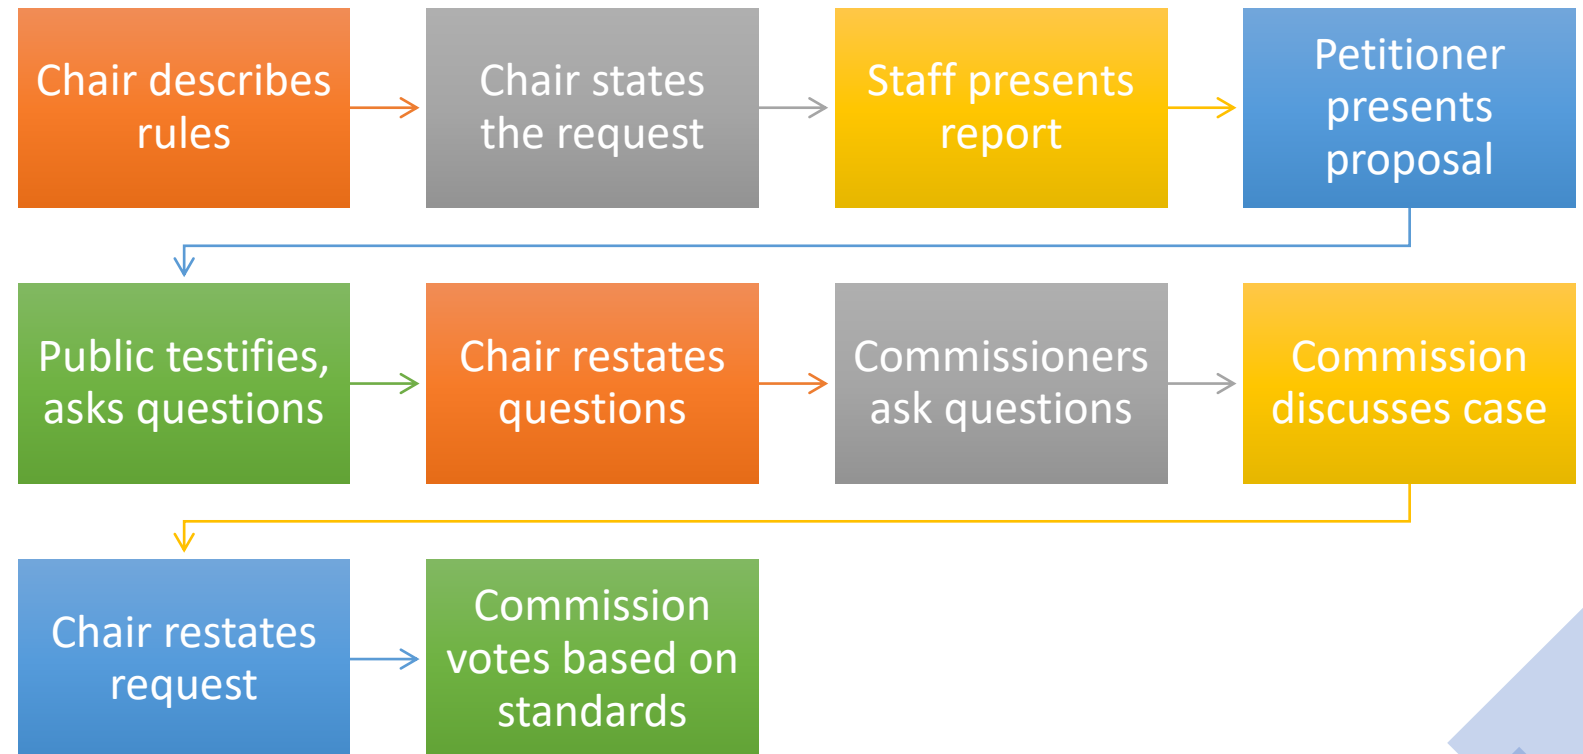 Chair describes
rules
Chair states
the request
Staff presents
report
Petitioner
presents
proposal
Public testifies,
asks questions
Chair restates
questions
Commissioners
ask questions
Commission
discusses case
Chair restates
request
Commission
votes based on
standards